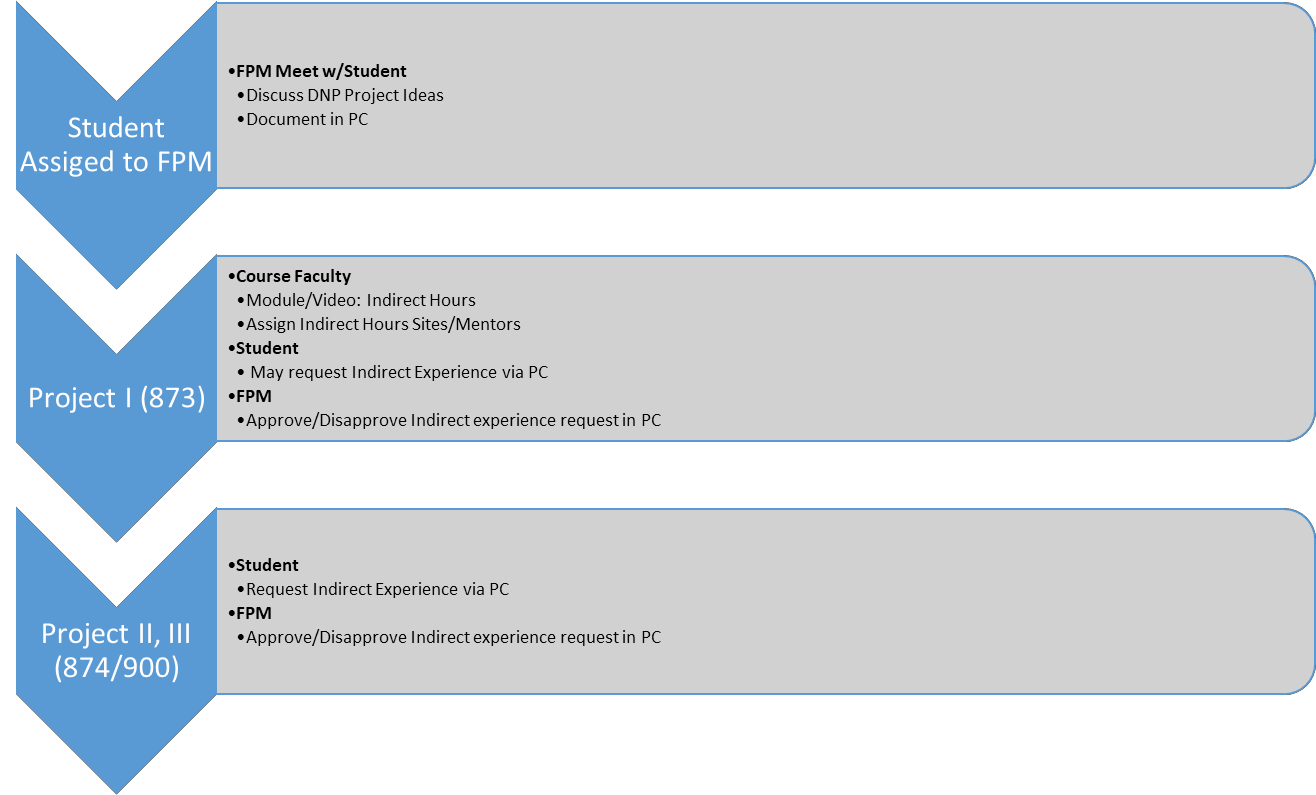 Student
Assiged to FPM
•FPM Meet w/Student
•Discuss DNP Project Ideas
•Document in PC
Project I (873)
•Course Faculty
•Module/Video: Indirect Hours
•Assign Indirect Hours Sites/Mentors
•Student
• May request Indirect Experience via PC
•FPM
•Approve/Disapprove Indirect experience request in PC
Project II, III
(874/900)
•Student
•Request Indirect Experience via PC
•FPM
•Approve/Disapprove Indirect experience request in PC